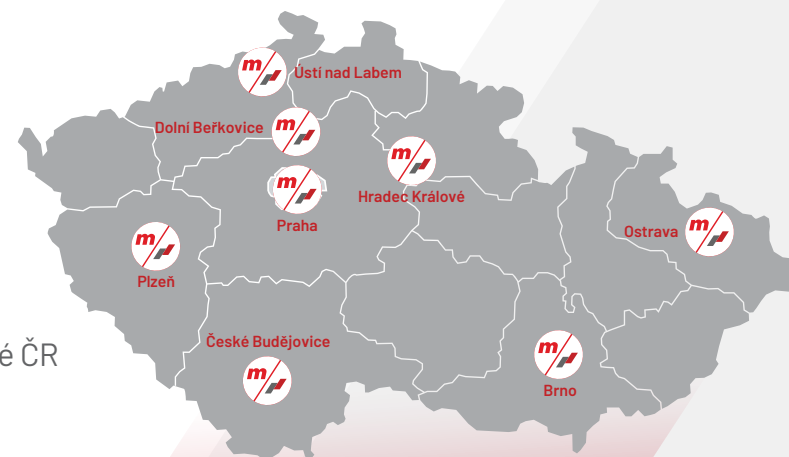 m
Ústí nad Labem
Dolní Beřkovice
m
m
Hradec Králové
m
Praha
Ostrava
m
m
Plzeň
České Budějovice
é ČR
m
m
Brno